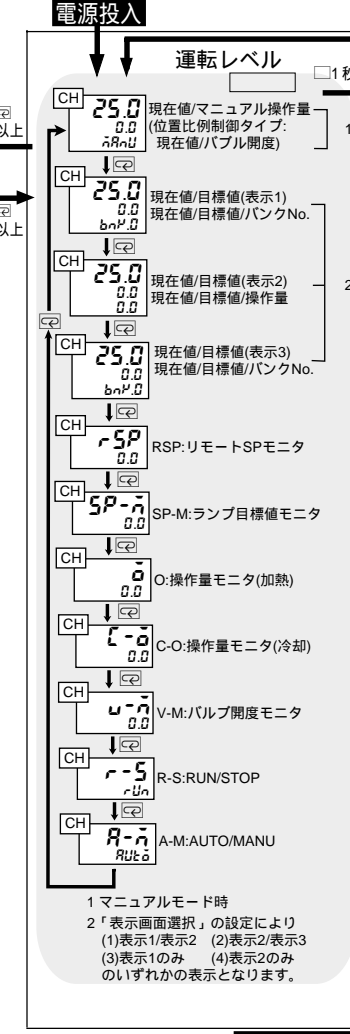 電源投入
運転レベル
1 秒
以上
以上
CH
25.0
0.0
ñAnU
現在値/マニュアル操作量
(位置比例制御タイプ:
現在値/バブル開度)
1
CH
25.0
0.0
bnK.0
現在値/目標値(表示1)
現在値/目標値/バンクNo.
CH
25.0
0.0
0.0
現在値/目標値(表示2)
現在値/目標値/操作量
2
CH
25.0
0.0
bnK.0
現在値/目標値(表示3)
現在値/目標値/バンクNo.
CH
rSP
0.0
RSP:リモートSPモニタ
CH
SP-ñ
0.0
SP-M:ランプ目標値モニタ
CH
ō
0.0
O:操作量モニタ(加熱)
CH
C-ō
0.0
C-O:操作量モニタ(冷却)
CH
v-ñ
0.0
V-M:バルブ開度モニタ
CH
r-S
rUn
R-S:RUN/STOP
CH
A-ñ
AUtō
A-M:AUTO/MANU
1 マニュアルモード時
2「表示画面選択」の設定により
(1)表示1/表示2 (2)表示2/表示3
(3)表示1のみ (4)表示2のみ
のいずれかの表示となります。